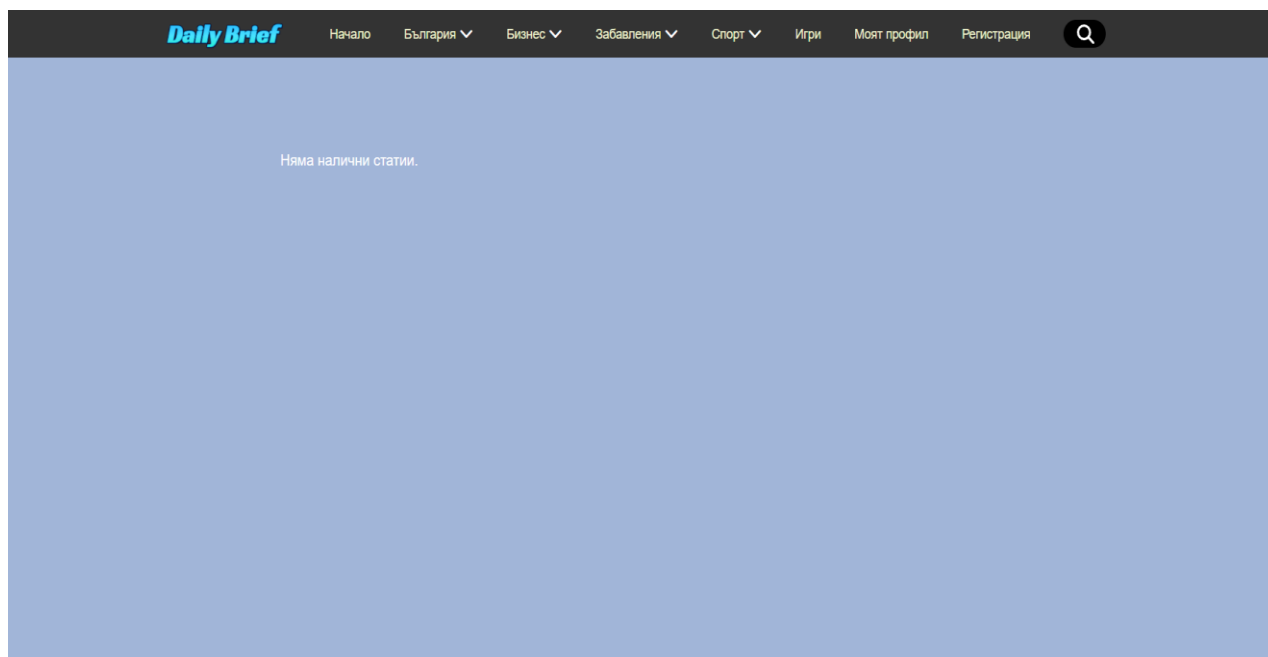 Daily Brief Начало България Бизнес Забавления Спорт Игри Моят профил Регистрация
Няма налични статии.